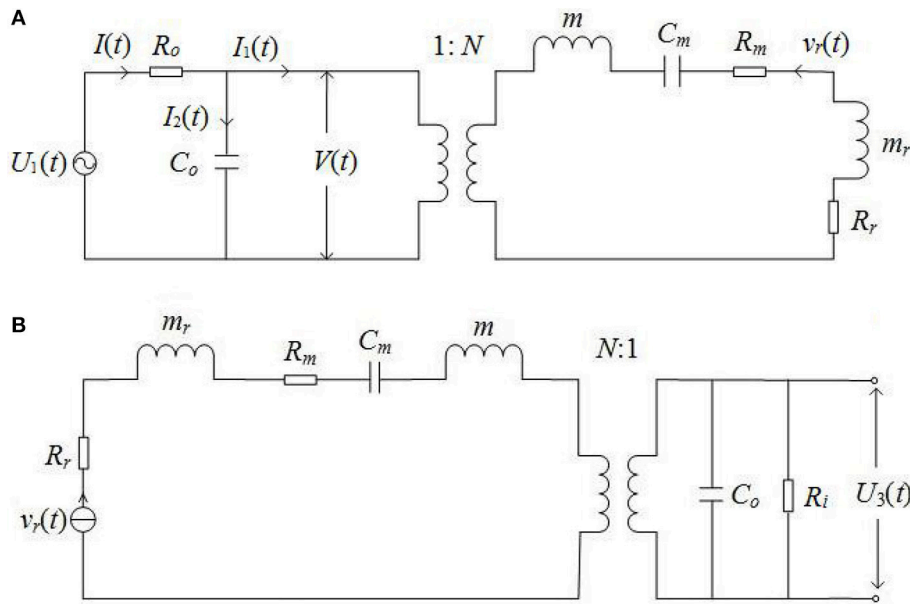 A
I(t) Rₒ I₁(t) 1: N m Cₘ Rₘ vᵣ(t)
I₂(t)
U₁(t) Cₒ V(t) mᵣ
Rᵣ
B
mᵣ Rₘ Cₘ m N:1
Rᵣ
vᵣ(t) Cₒ Rᵢ U₃(t)